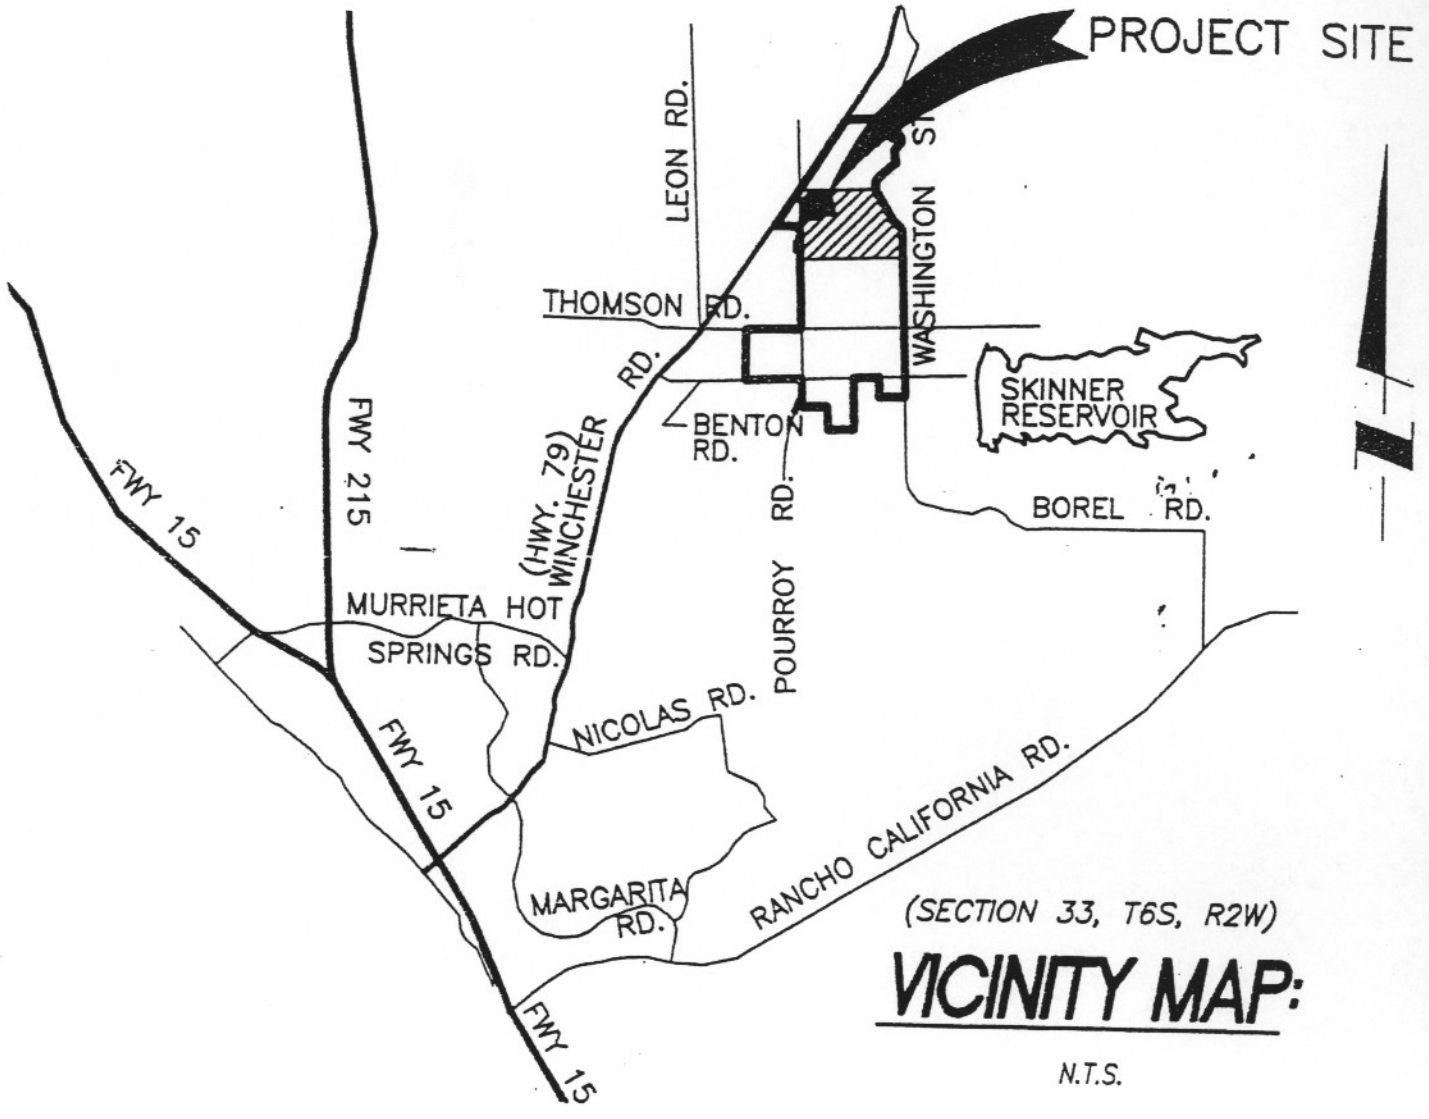 PROJECT SITE
LEON RD.
WASHINGTON ST
THOMSON RD.
RD.
SKINNER
RESERVOIR
BENTON
RD.
FWY 215
(HWY. 79)
WINCHESTER
FWY 15
BOREL RD.
POURROY RD.
MURRIETA HOT
SPRINGS RD.
NICOLAS RD.
FWY 15
RANCHO CALIFORNIA RD.
MARGARITA
RD.
(SECTION 33, T6S, R2W)
VICINITY MAP:
FWY 15
N.T.S.